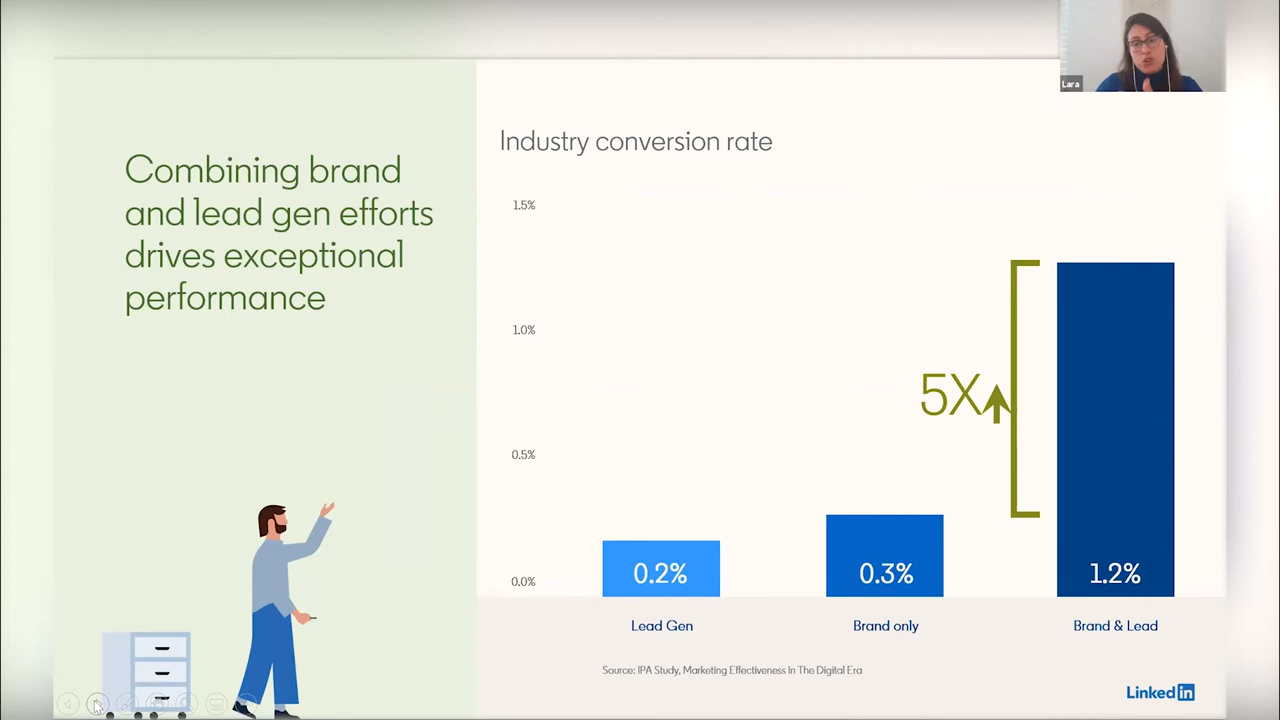 Lara
Combining brand
and lead gen efforts
drives exceptional
performance
Industry conversion rate
1.5%
1.0%
0.5%
0.0%
5X
0.2%
0.3%
1.2%
Lead Gen
Brand only
Brand & Lead
Source: IPA Study, Marketing Effectiveness In The Digital Era
Linked in